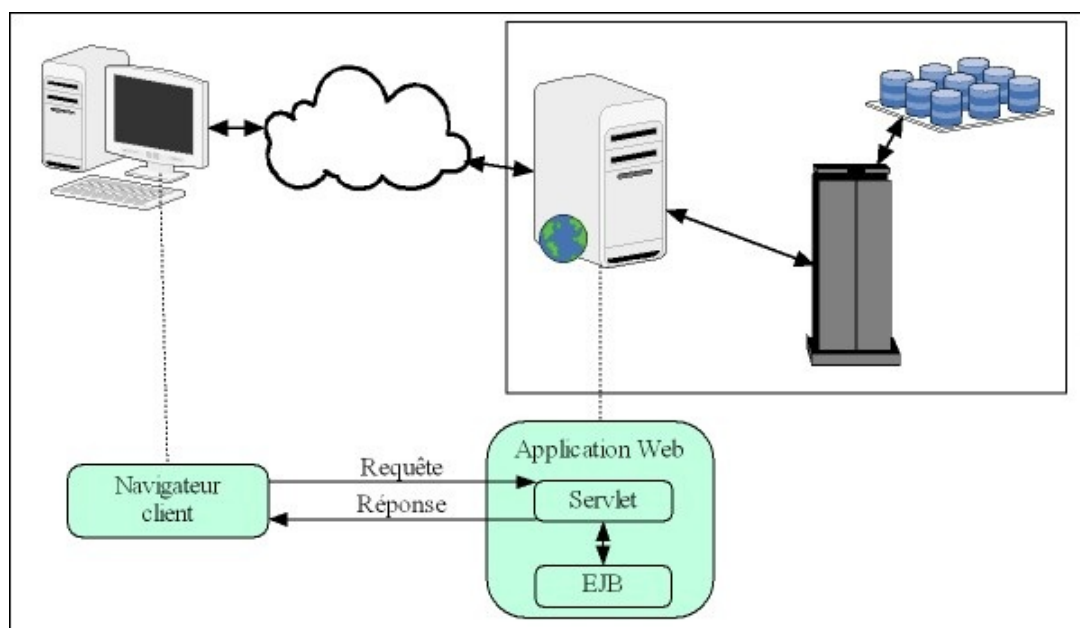 Application Web
Navigateur
client
Requête
Réponse
Servlet
EJB